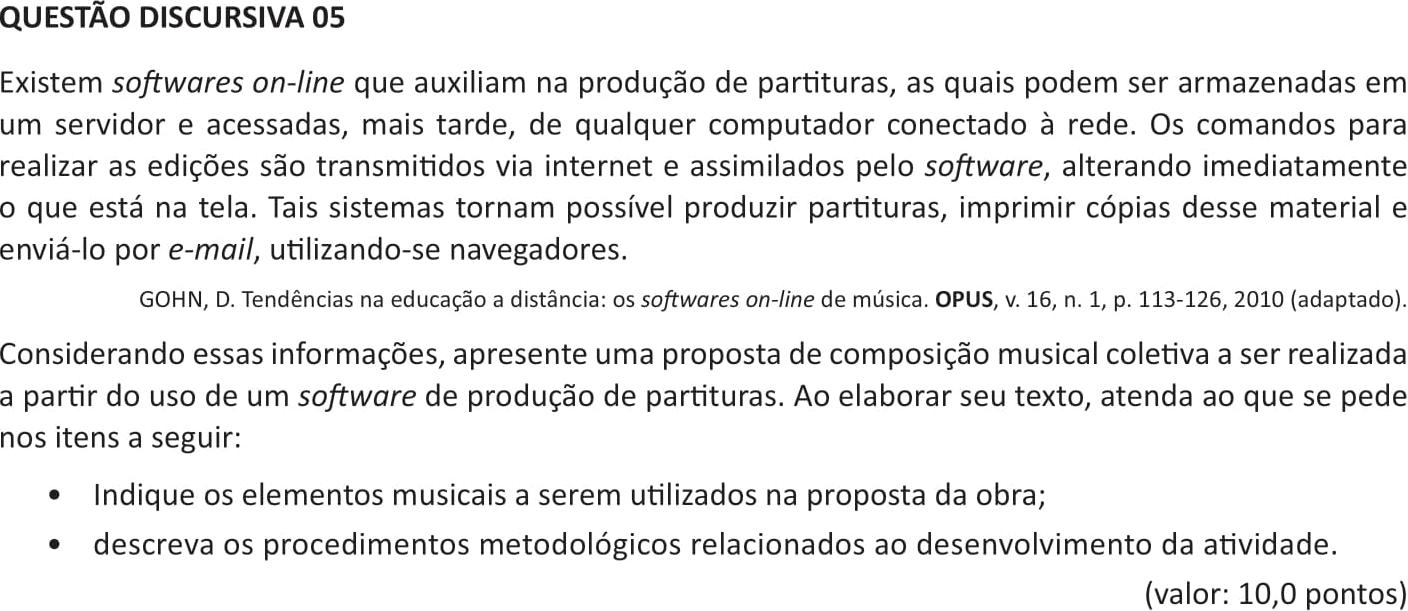 QUESTÃO DISCURSIVA 05
Existem softwares on-line que auxiliam na produção de partituras, as quais podem ser armazenadas em
um servidor e acessadas, mais tarde, de qualquer computador conectado à rede. Os comandos para
realizar as edições são transmitidos via internet e assimilados pelo software, alterando imediatamente
o que está na tela. Tais sistemas tornam possível produzir partituras, imprimir cópias desse material e
enviá-lo por e-mail, utilizando-se navegadores.
GOHN, D. Tendências na educação a distância: os softwares on-line de música. OPUS, v. 16, n. 1, p. 113-126, 2010 (adaptado).
Considerando essas informações, apresente uma proposta de composição musical coletiva a ser realizada
a partir do uso de um software de produção de partituras. Ao elaborar seu texto, atenda ao que se pede
nos itens a seguir:
• Indique os elementos musicais a serem utilizados na proposta da obra;
• descreva os procedimentos metodológicos relacionados ao desenvolvimento da atividade.
(valor: 10,0 pontos)